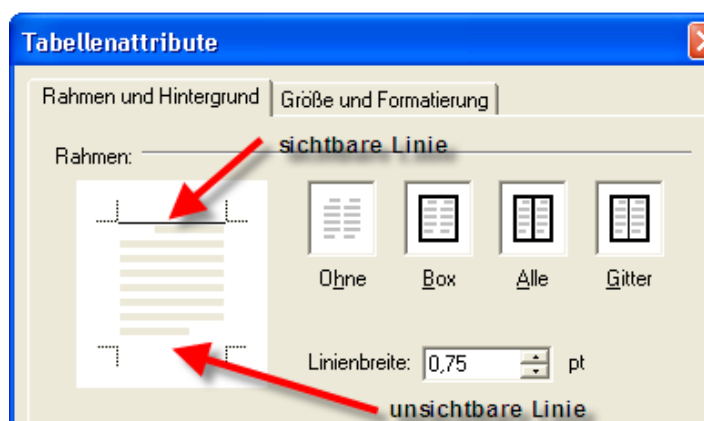 Tabellenattribute
Rahmen und Hintergrund
Größe und Formatierung
sichtbare Linie
Rahmen:
Ohne
Box
Alle
Gitter
Linienbreite: 0,75 pt
unsichtbare Linie